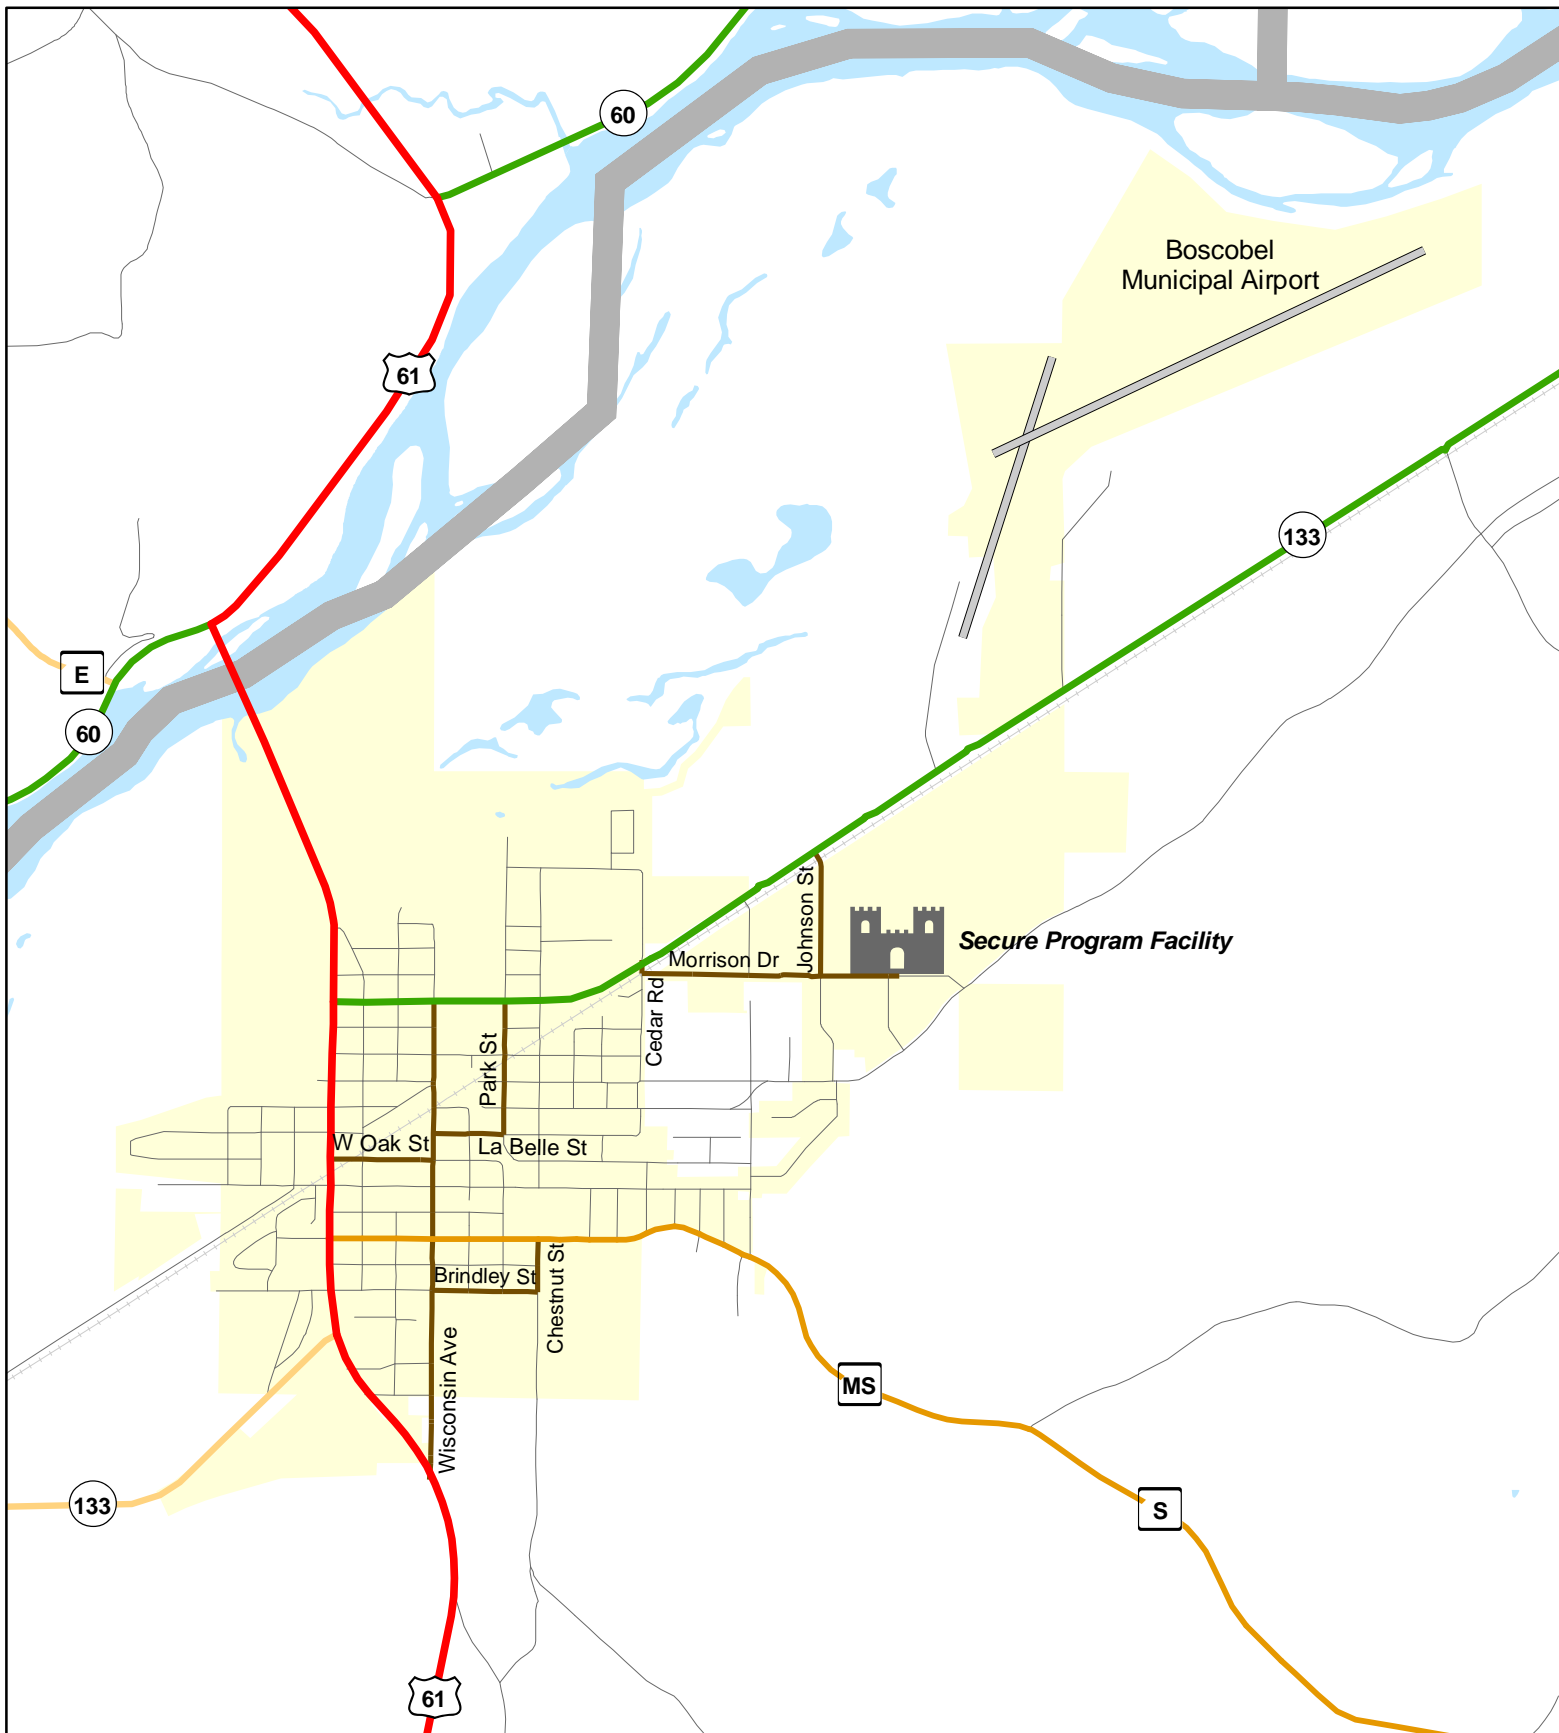 60
Boscobel
Municipal Airport
61
133
E
60
Johnson St
Secure Program Facility
Morrison Dr
Cedar Rd
Park St
W Oak St
La Belle St
Brindley St
Chestnut St
Wisconsin Ave
MS
133
S
61